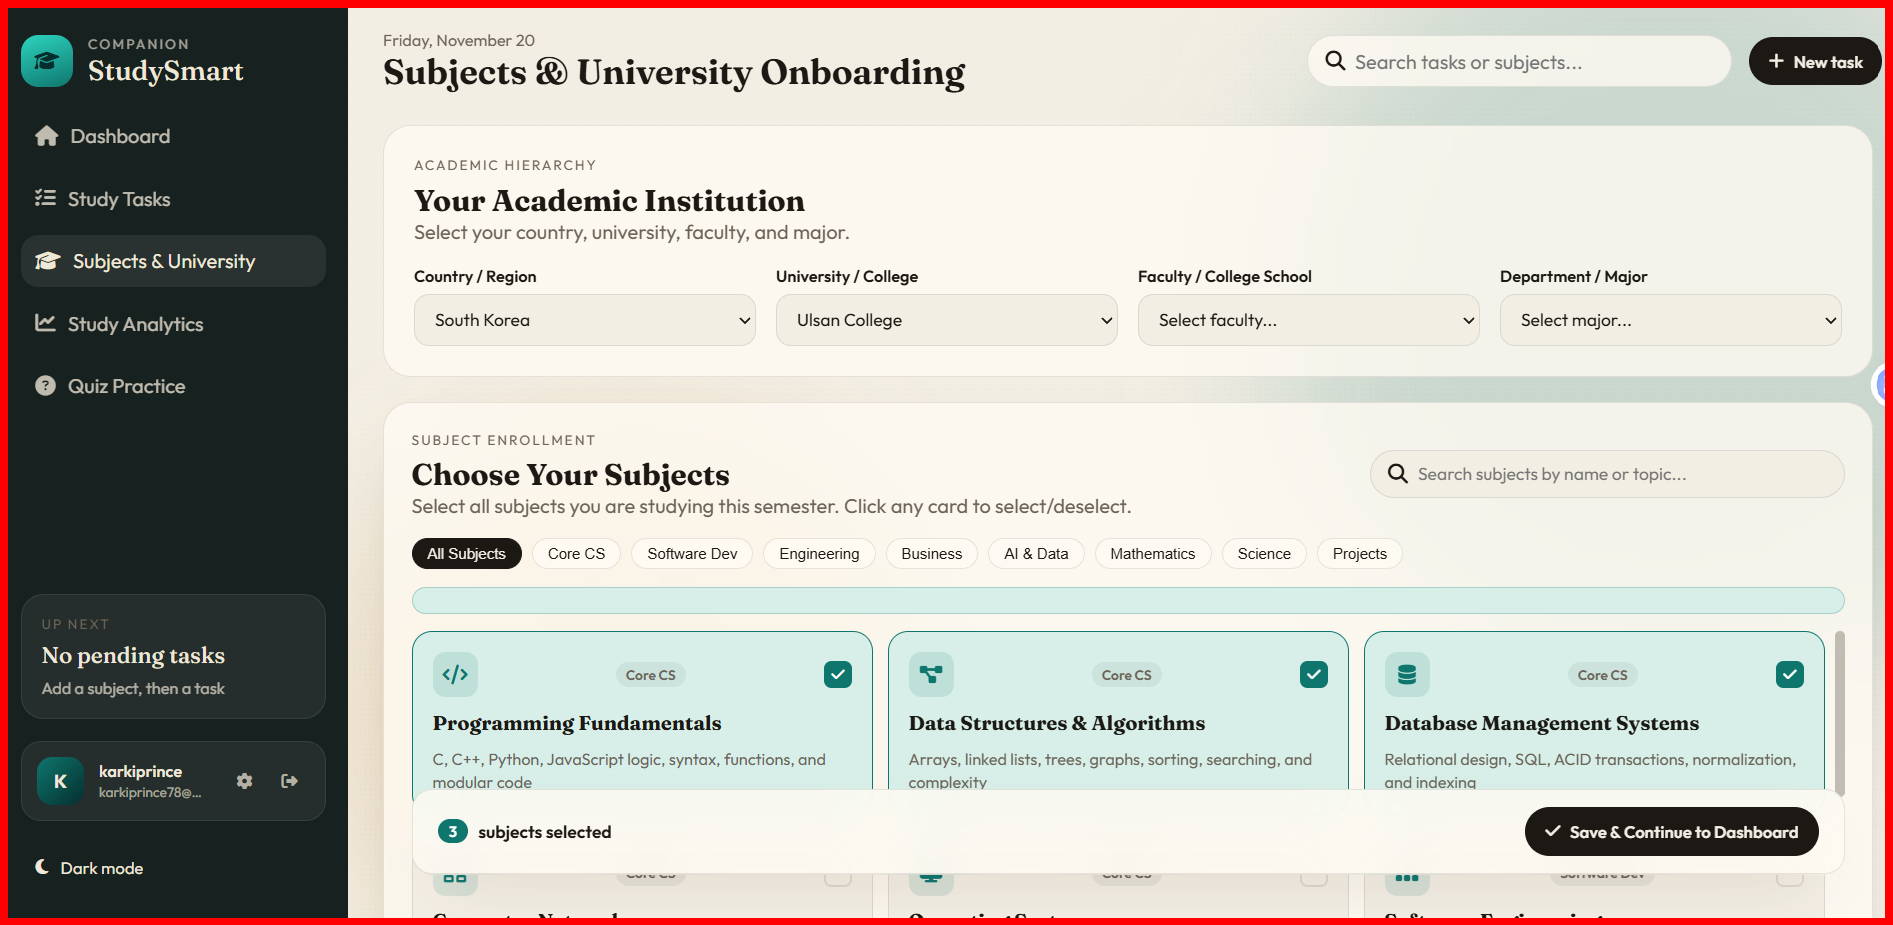 COMPANION
StudySmart
Dashboard
Study Tasks
Subjects & University
Study Analytics
Quiz Practice
UP NEXT
No pending tasks
Add a subject, then a task
K
karkiprince
karkiprince78@...
Dark mode
Friday, November 20
Subjects & University Onboarding
Search tasks or subjects...
+ New task
ACADEMIC HIERARCHY
Your Academic Institution
Select your country, university, faculty, and major.
Country / Region
University / College
Faculty / College School
Department / Major
South Korea
Ulsan College
Select faculty...
Select major...
SUBJECT ENROLLMENT
Choose Your Subjects
Select all subjects you are studying this semester. Click any card to select/deselect.
Search subjects by name or topic...
All Subjects
Core CS
Software Dev
Engineering
Business
AI & Data
Mathematics
Science
Projects
Core CS
Programming Fundamentals
C, C++, Python, JavaScript logic, syntax, functions, and
modular code
Core CS
Data Structures & Algorithms
Arrays, linked lists, trees, graphs, sorting, searching, and
complexity
Core CS
Database Management Systems
Relational design, SQL, ACID transactions, normalization,
and indexing
3 subjects selected
Save & Continue to Dashboard
Core CS
Core CS
Software Dev